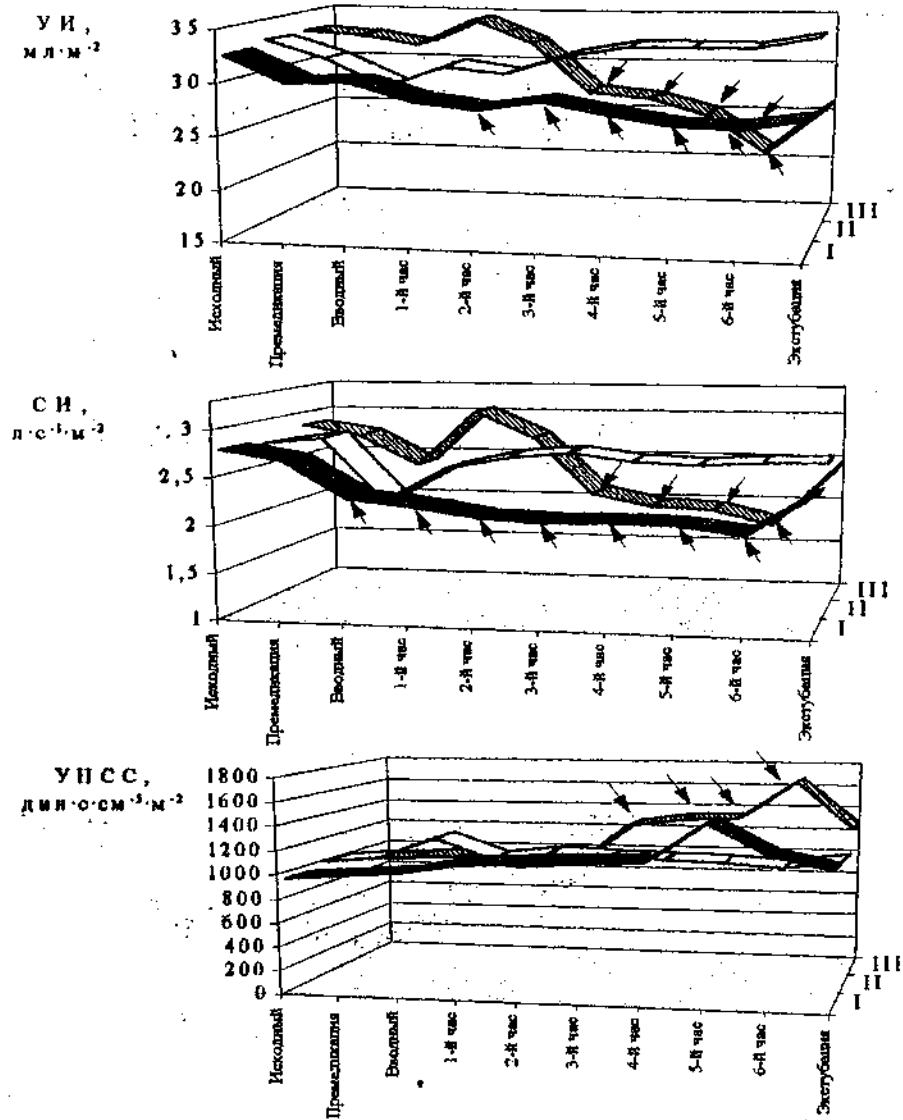 УИ,
мл·м⁻²
35
30
25
20
15
III
II
I
Исходный
Премедикация
Вводный
1-й час
2-й час
3-й час
4-й час
5-й час
6-й час
Экстубация
СИ,
л·с⁻¹·м⁻²
3
2,5
2
1,5
1
III
II
I
Исходный
Премедикация
Вводный
1-й час
2-й час
3-й час
4-й час
5-й час
6-й час
Экстубация
УПСС,
дин·с·см⁻⁵·м⁻²
1800
1600
1400
1200
1000
800
600
400
200
0
III
II
I
Исходный
Премедикация
Вводный
1-й час
2-й час
3-й час
4-й час
5-й час
6-й час
Экстубация